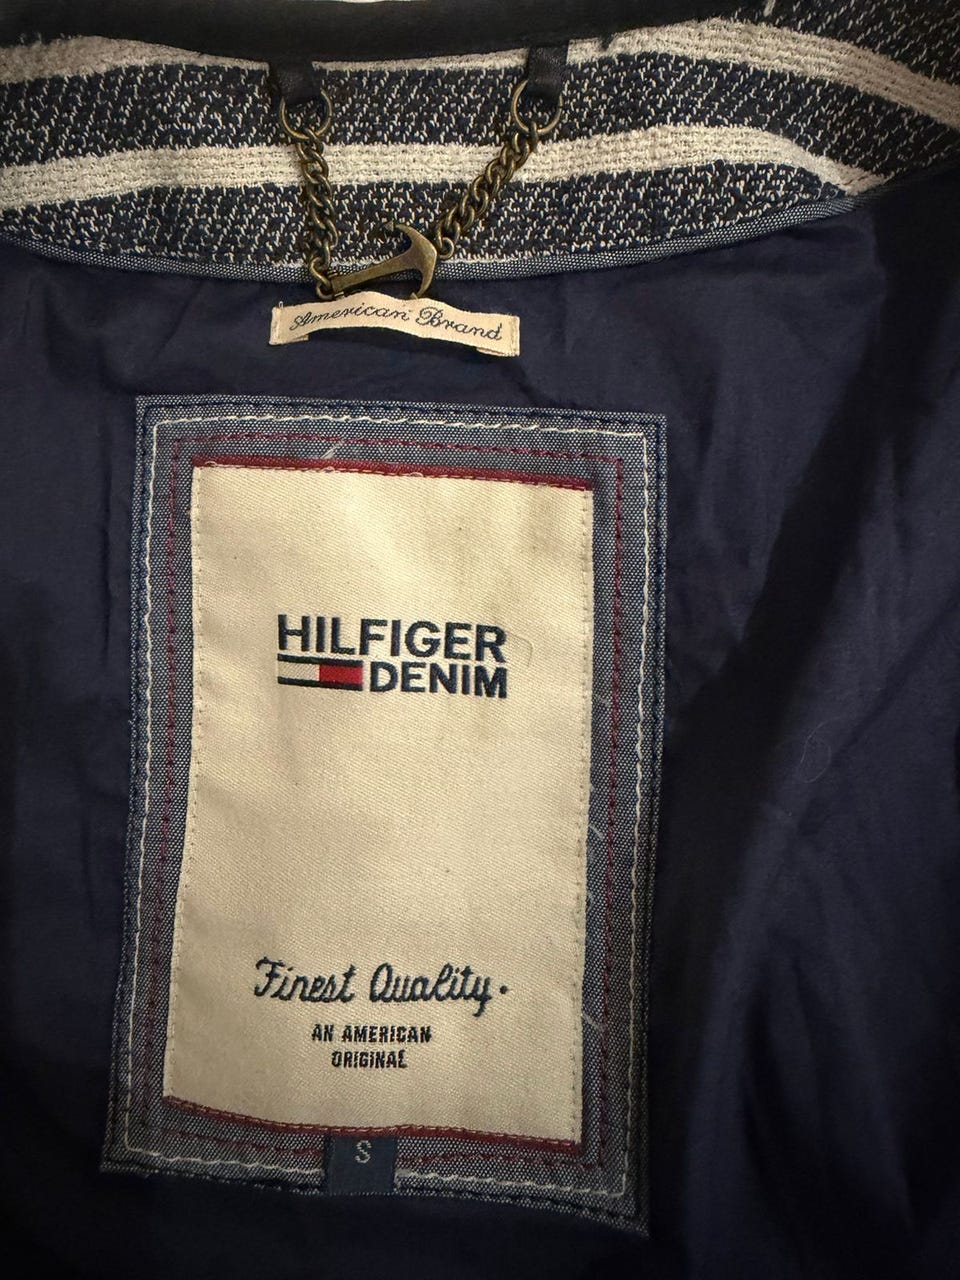 American Brand
HILFIGER
DENIM
Finest Quality.
AN AMERICAN
ORIGINAL
S